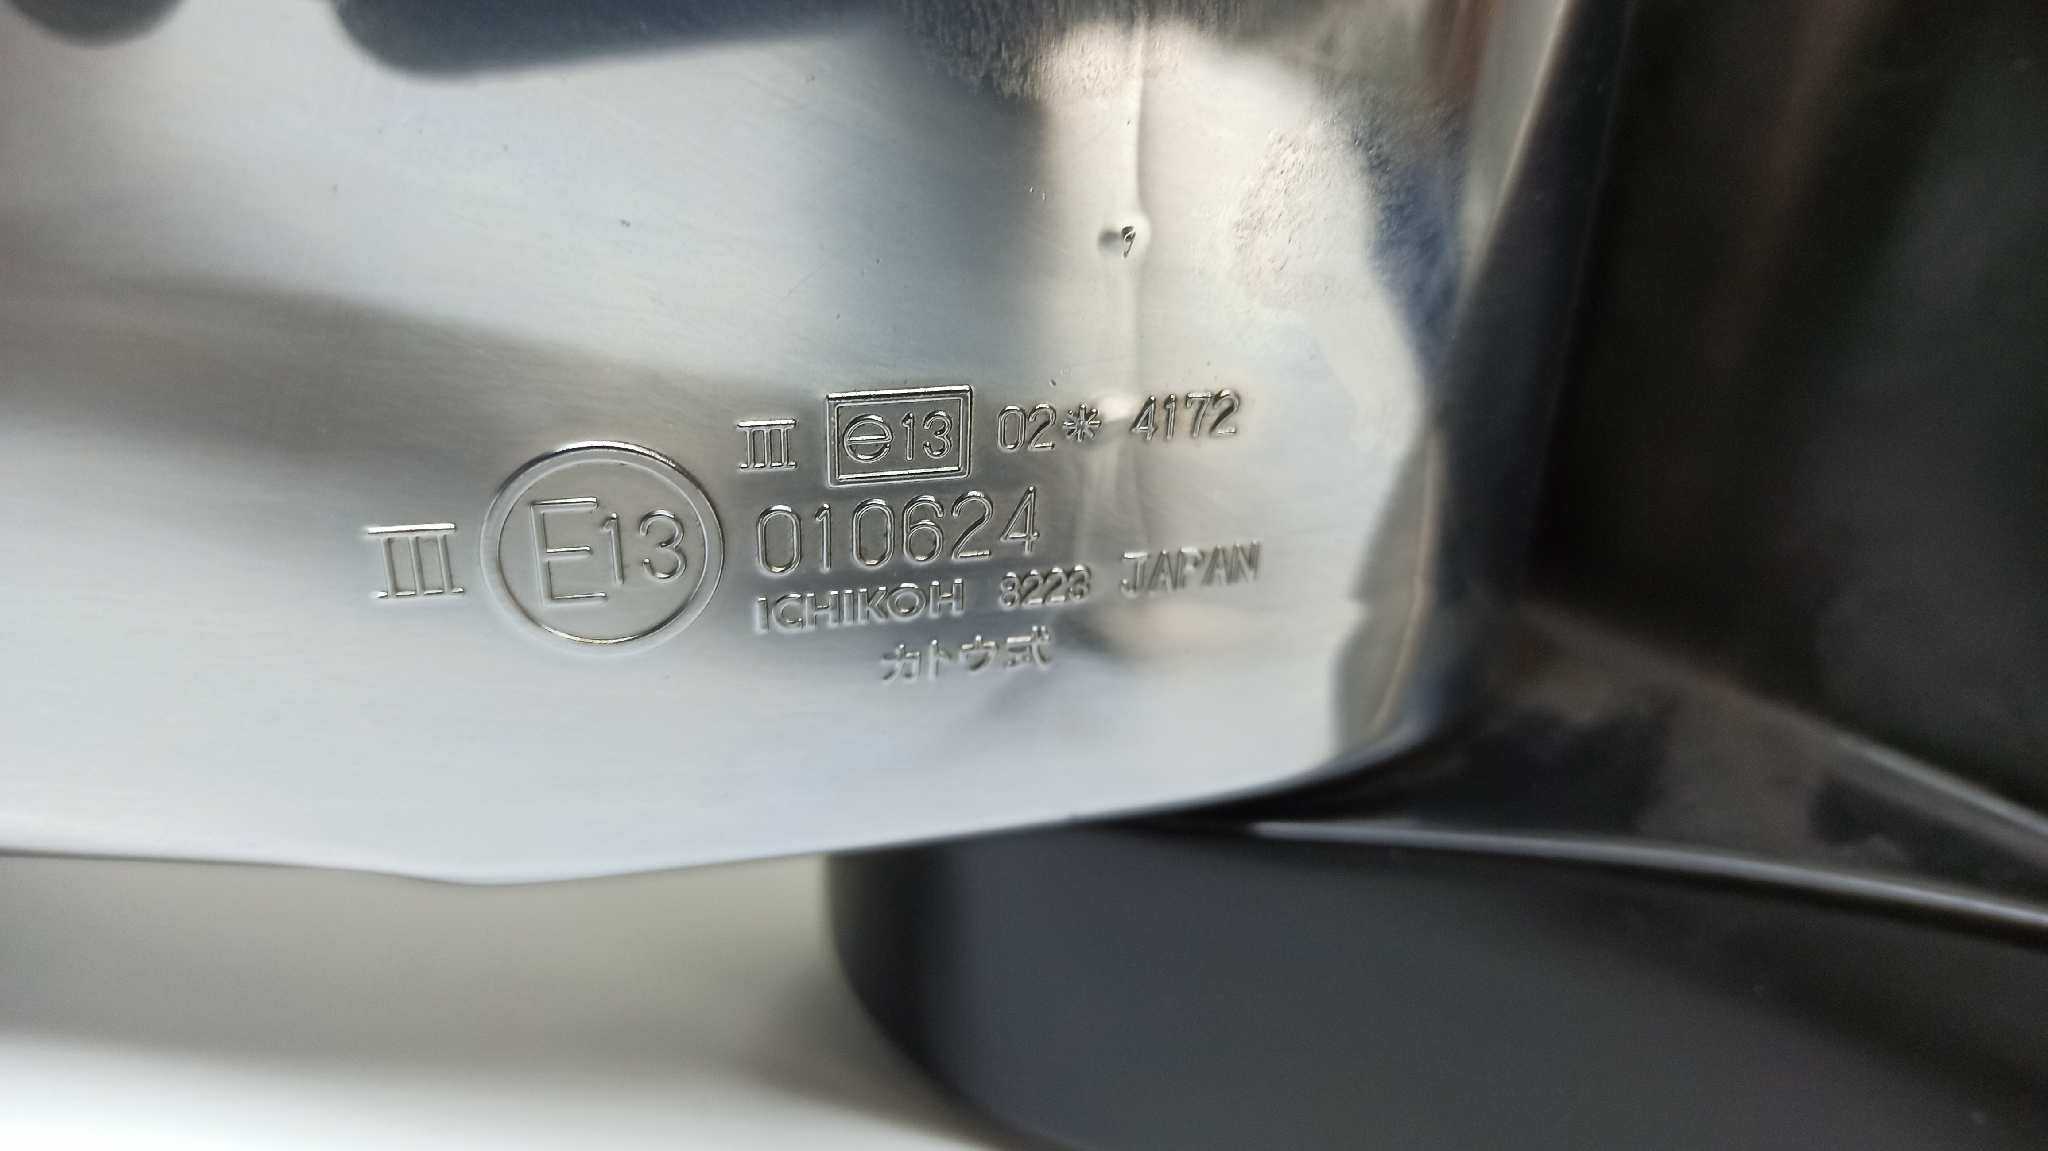 III e13 02* 4172
III E13 010624
ICHIKOH 8223 JAPAN
カトウ式